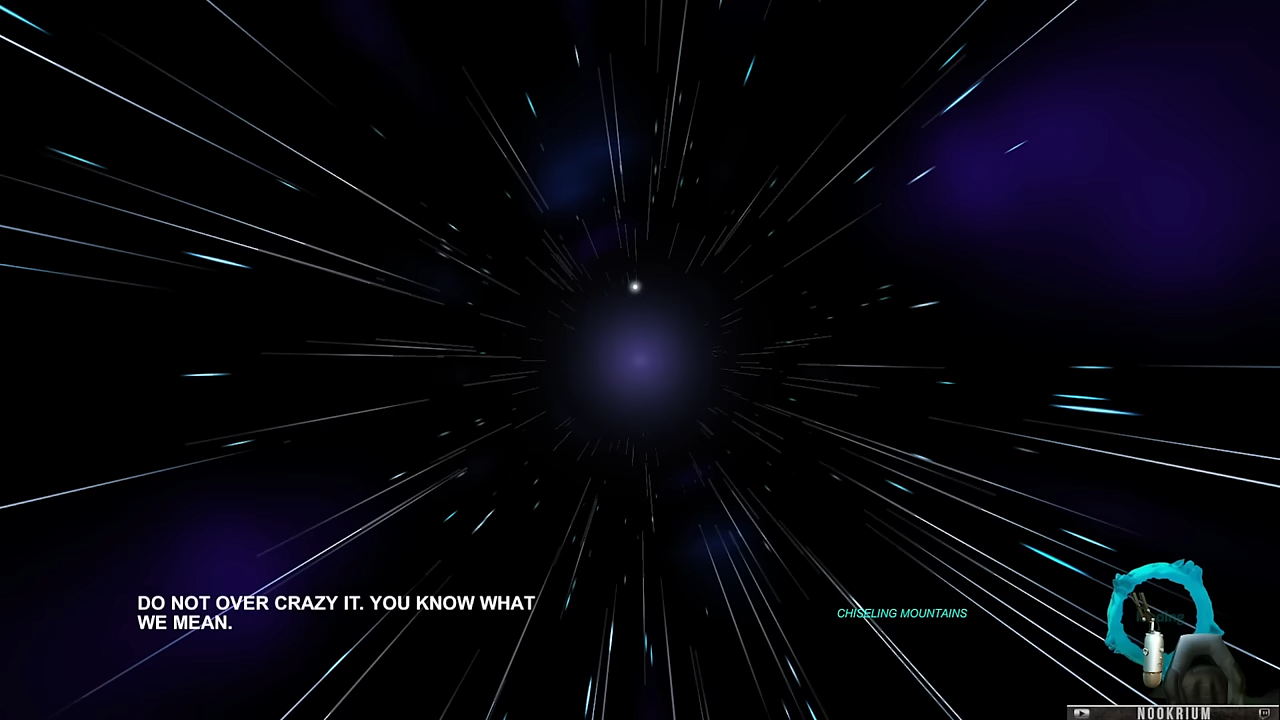 DO NOT OVER CRAZY IT. YOU KNOW WHAT
WE MEAN.
CHISELING MOUNTAINS
NOOKRIUM